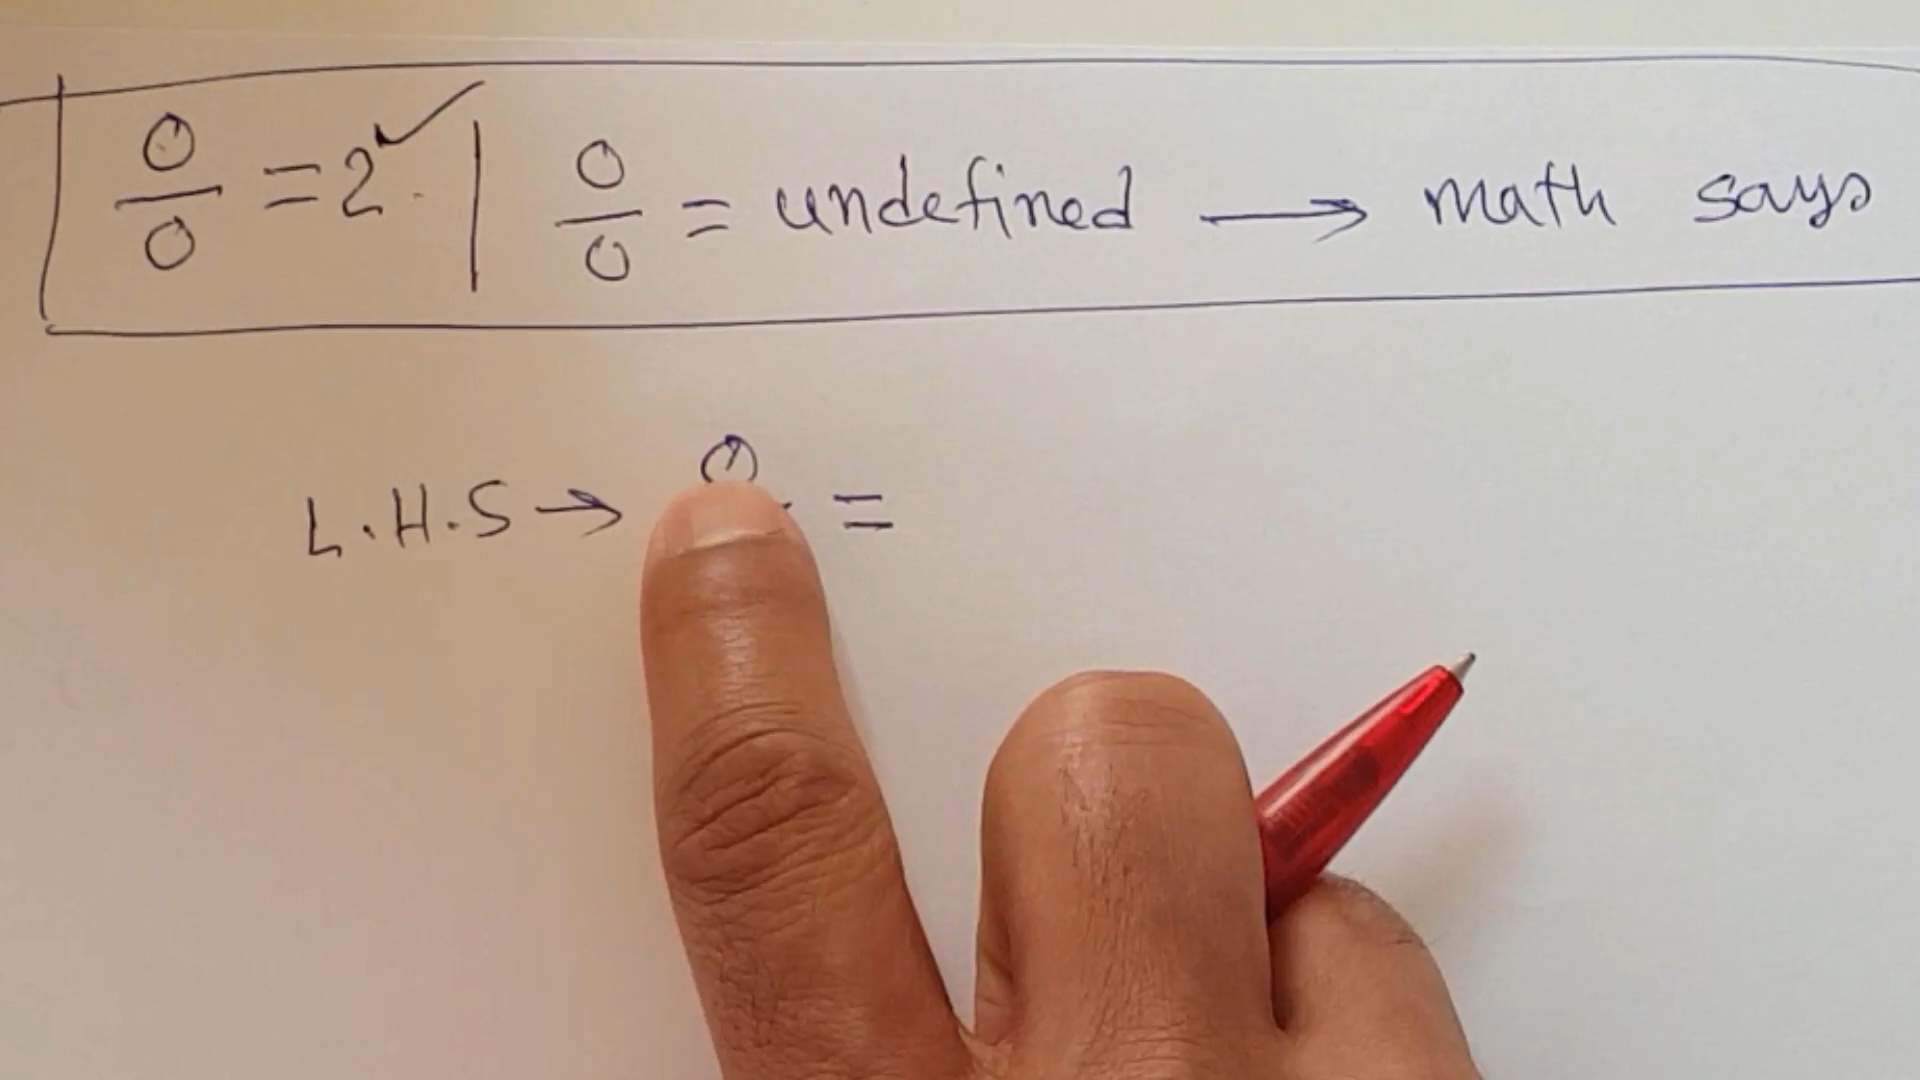 0/0 = 2. ✓ | 0/0 = undefined → math says
L.H.S → 0 =